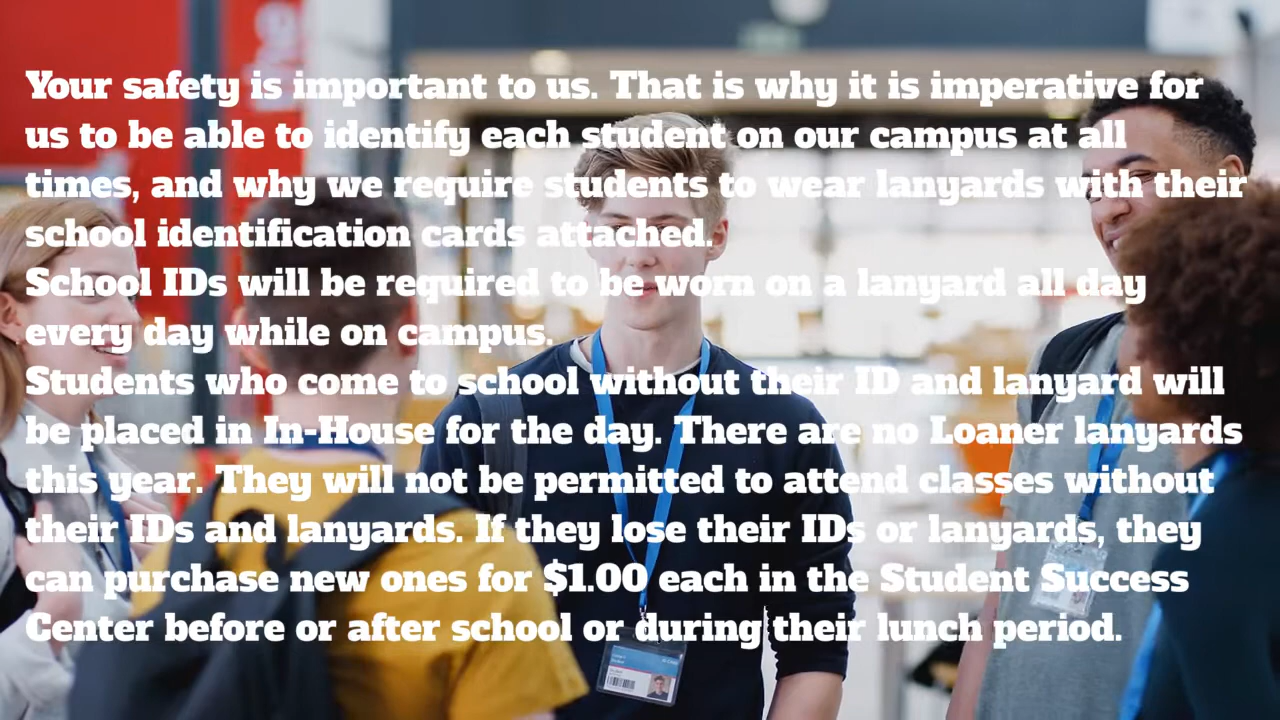 Your safety is important to us. That is why it is imperative for
us to be able to identify each student on our campus at all
times, and why we require students to wear lanyards with their
school identification cards attached.
School IDs will be required to be worn on a lanyard all day
every day while on campus.
Students who come to school without their ID and lanyard will
be placed in In-House for the day. There are no Loaner lanyards
this year. They will not be permitted to attend classes without
their IDs and lanyards. If they lose their IDs or lanyards, they
can purchase new ones for $1.00 each in the Student Success
Center before or after school or during their lunch period.